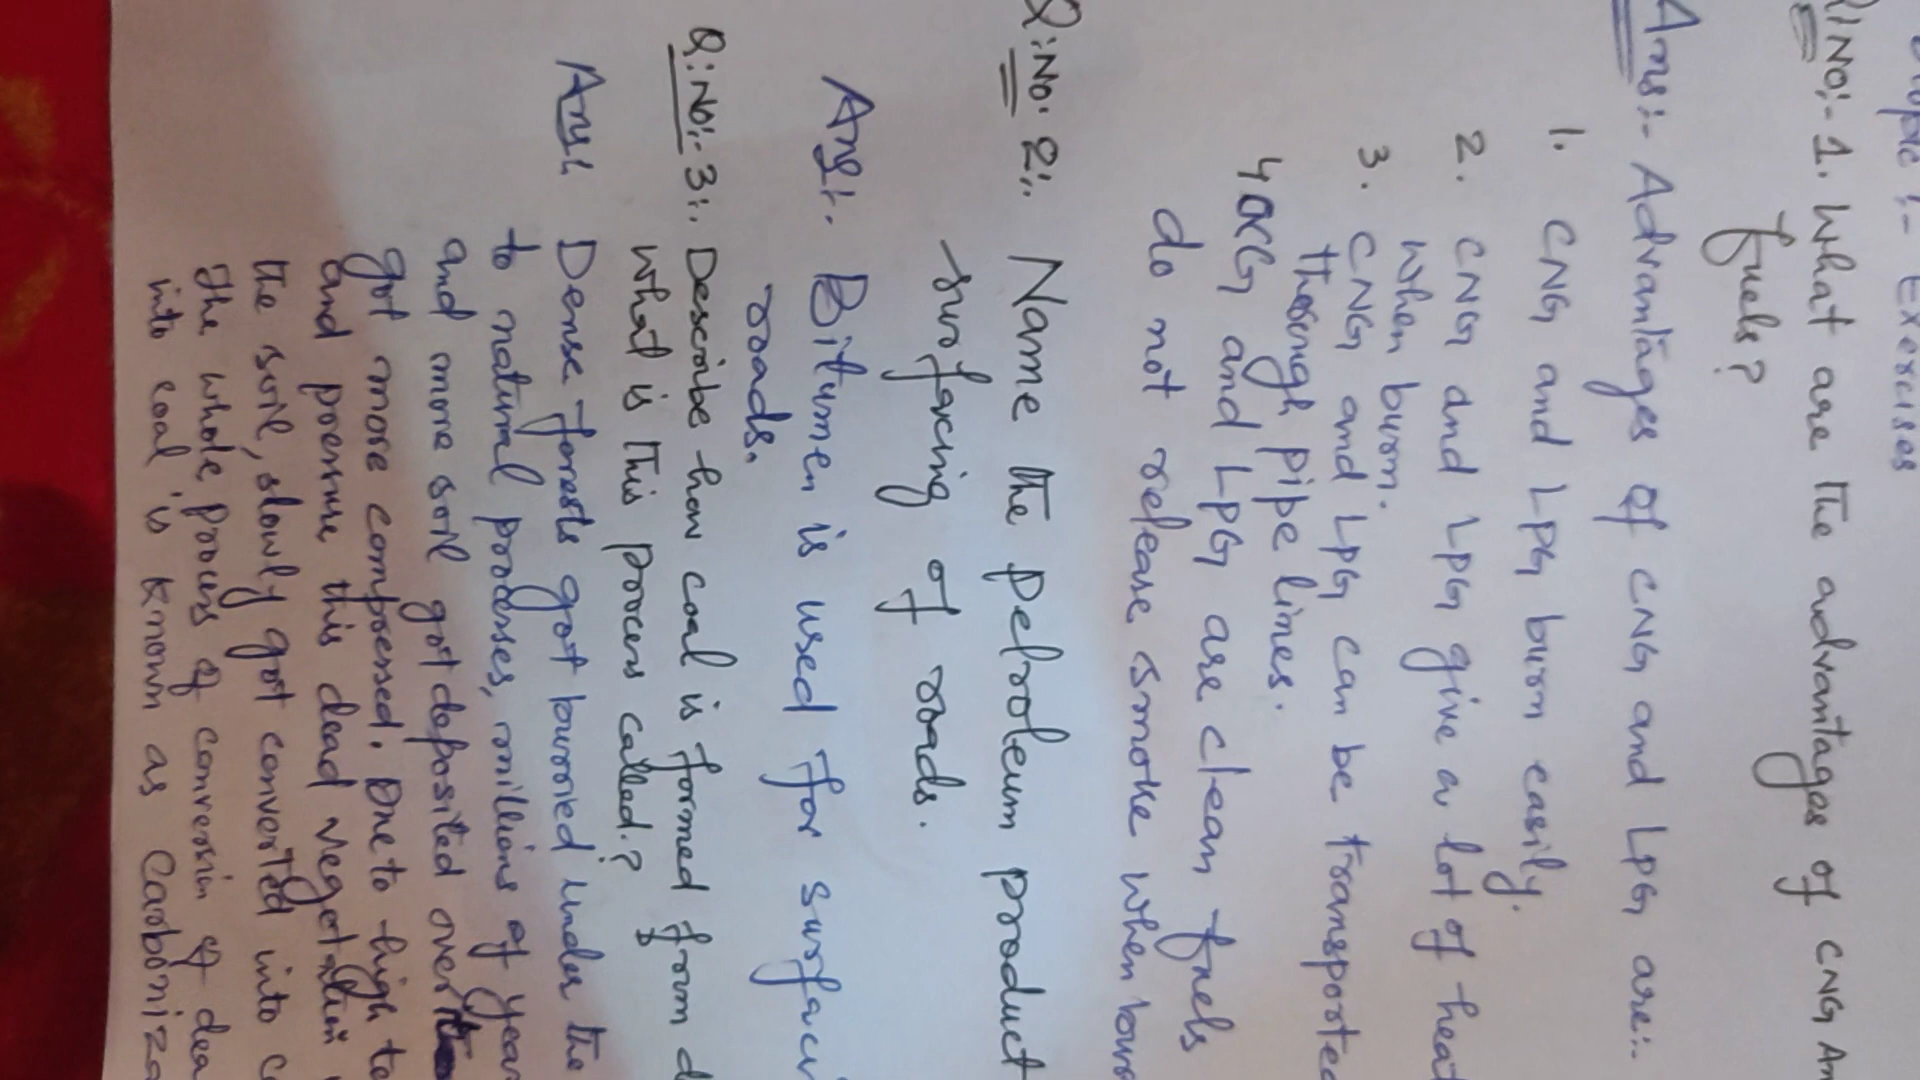 Exercises
Q:No:- 1. What are the advantages of CNG An
fuels?
Ans:- Advantages of CNG and LPG are:-
1. CNG and LPG burn easily.
2. CNG and LPG give a lot of heat
when burn.
3. CNG and LPG can be transported
through pipe lines.
4 CNG and LPG are clean fuels
do not release smoke when burn
Q:No: 2:. Name the petroleum product
surfacing of roads.
Ans:. Bitumen is used for surfaci
roads.
Q:No:- 3:. Describe how coal is formed from d
what is this process called?
Ans: Dense forests got burried under the
to natural processes, millions of year
and more soil got deposited over
got more compressed. Due to high te
and pressure this dead vegetation
the soil, slowly got converted into c
The whole process of conversion of dea
into coal is known as Carboniza